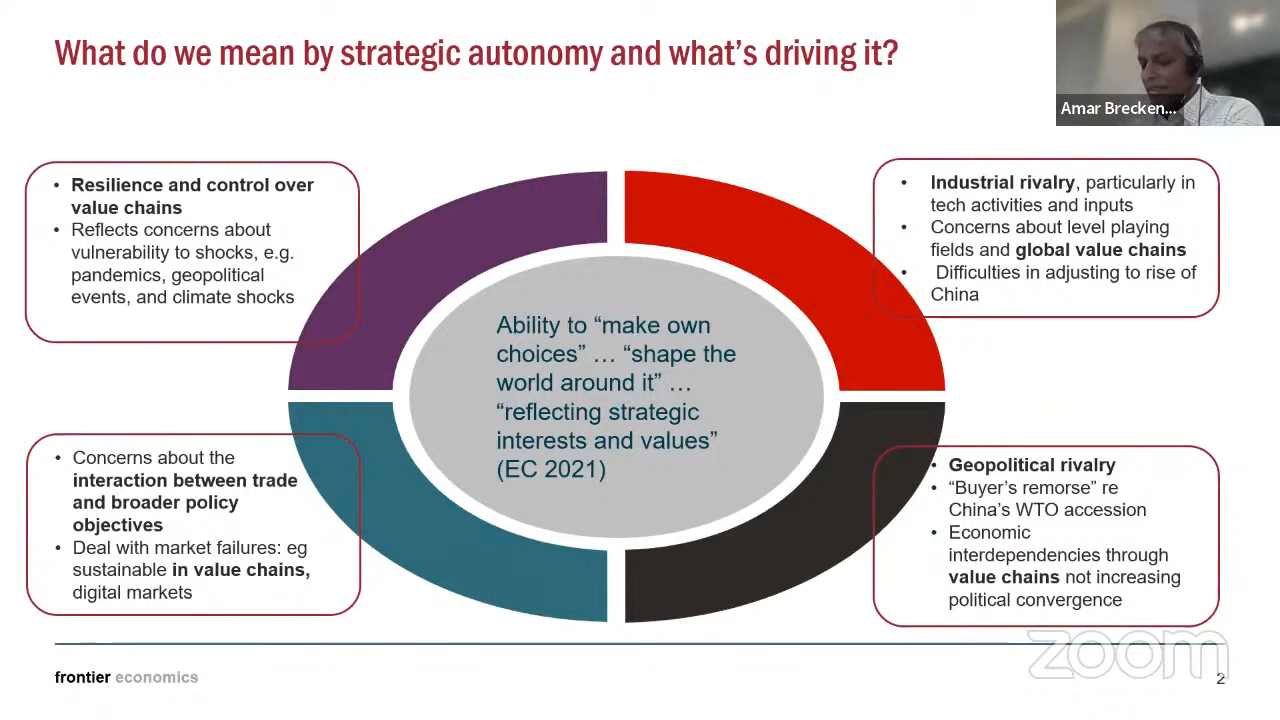 What do we mean by strategic autonomy and what's driving it?
Amar Brecken...
• Resilience and control over
value chains
• Reflects concerns about
vulnerability to shocks, e.g.
pandemics, geopolitical
events, and climate shocks
• Industrial rivalry, particularly in
tech activities and inputs
• Concerns about level playing
fields and global value chains
• Difficulties in adjusting to rise of
China
Ability to “make own
choices” … “shape the
world around it” …
“reflecting strategic
interests and values”
(EC 2021)
• Concerns about the
interaction between trade
and broader policy
objectives
• Deal with market failures: eg
sustainable in value chains,
digital markets
• Geopolitical rivalry
• “Buyer’s remorse” re
China’s WTO accession
• Economic
interdependencies through
value chains not increasing
political convergence
zoom
frontier economics
2